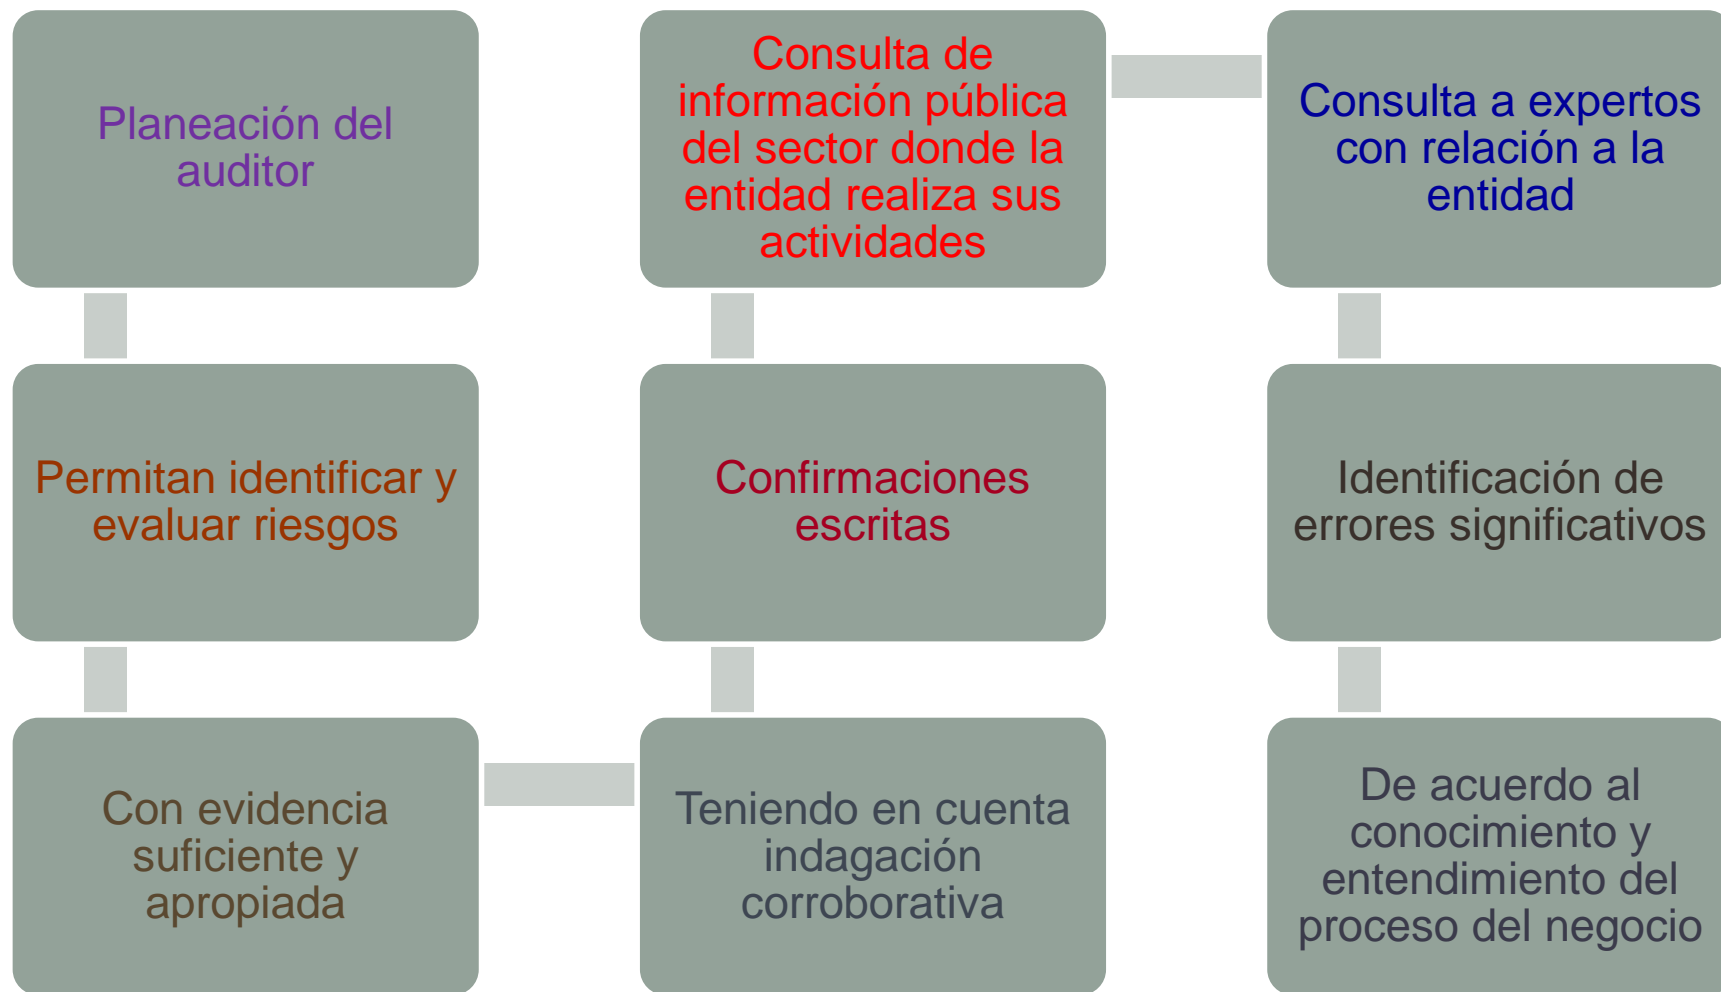 Planeación del
auditor
Permitan identificar y
evaluar riesgos
Con evidencia
suficiente y
apropiada
Teniendo en cuenta
indagación
corroborativa
Confirmaciones
escritas
Consulta de
información pública
del sector donde la
entidad realiza sus
actividades
Consulta a expertos
con relación a la
entidad
Identificación de
errores significativos
De acuerdo al
conocimiento y
entendimiento del
proceso del negocio